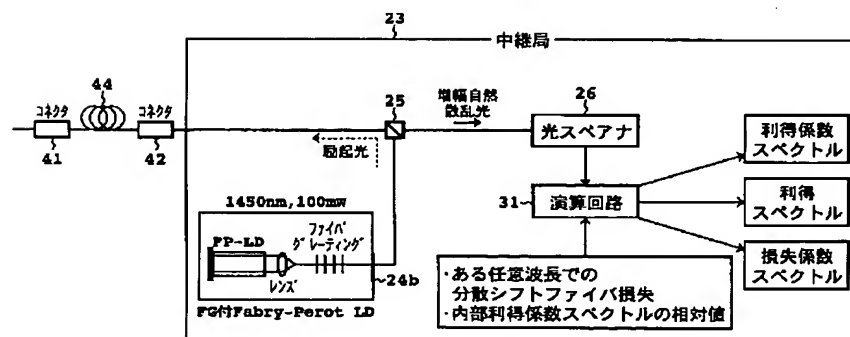 23
中継局
44
コネクタ
コネクタ
41
42
25
増幅自然
散乱光
励起光
26
光スペアナ
31
演算回路
利得係数
スペクトル
利得
スペクトル
損失係数
スペクトル
1450nm,100mw
ファイバ
グレーティング
FP-LD
レンズ
24b
FG付Fabry-Perot LD
・ある任意波長での
分散シフトファイバ損失
・内部利得係数スペクトルの相対値